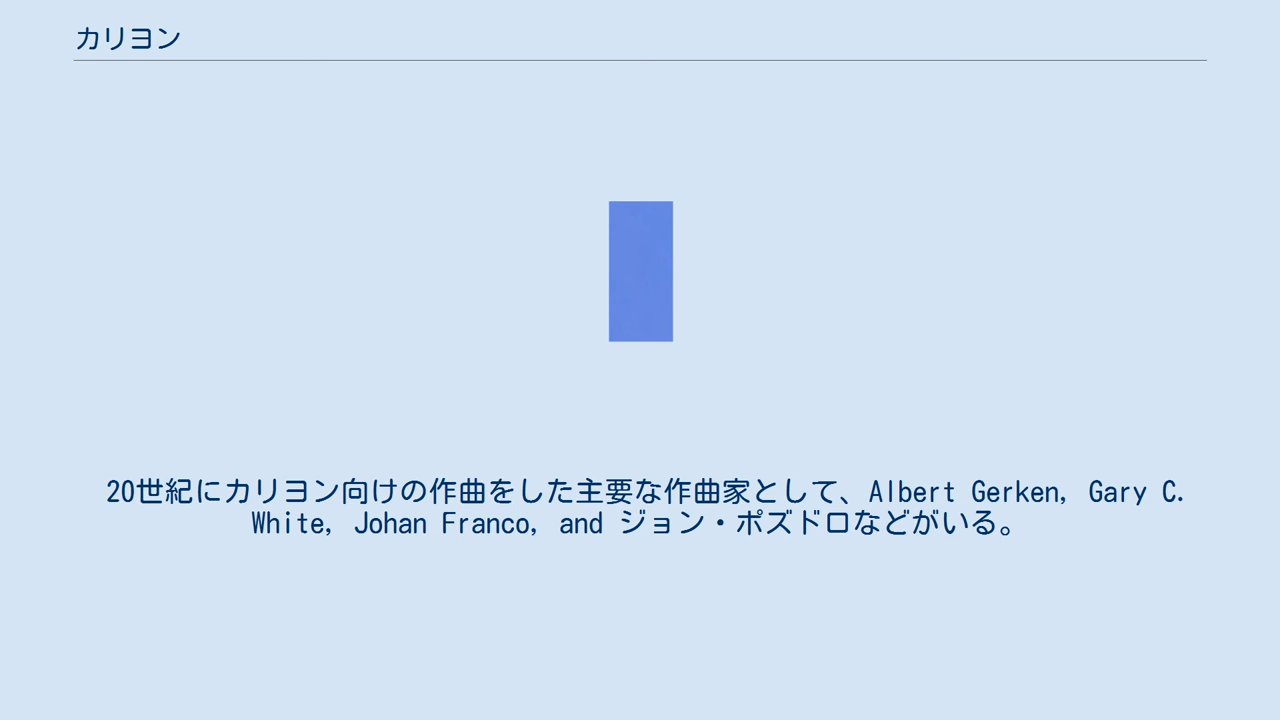 カリヨン
20世紀にカリヨン向けの作曲をした主要な作曲家として、Albert Gerken, Gary C.
White, Johan Franco, and ジョン・ポズドロなどがいる。